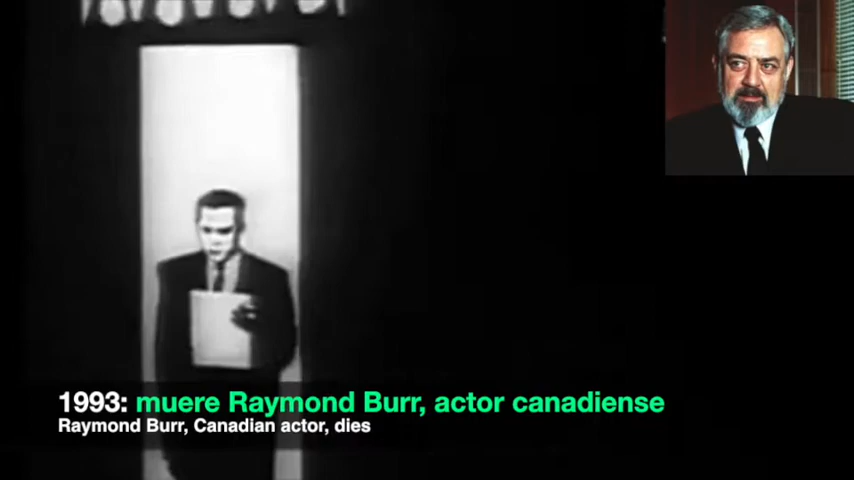 1993: muere Raymond Burr, actor canadiense
Raymond Burr, Canadian actor, dies